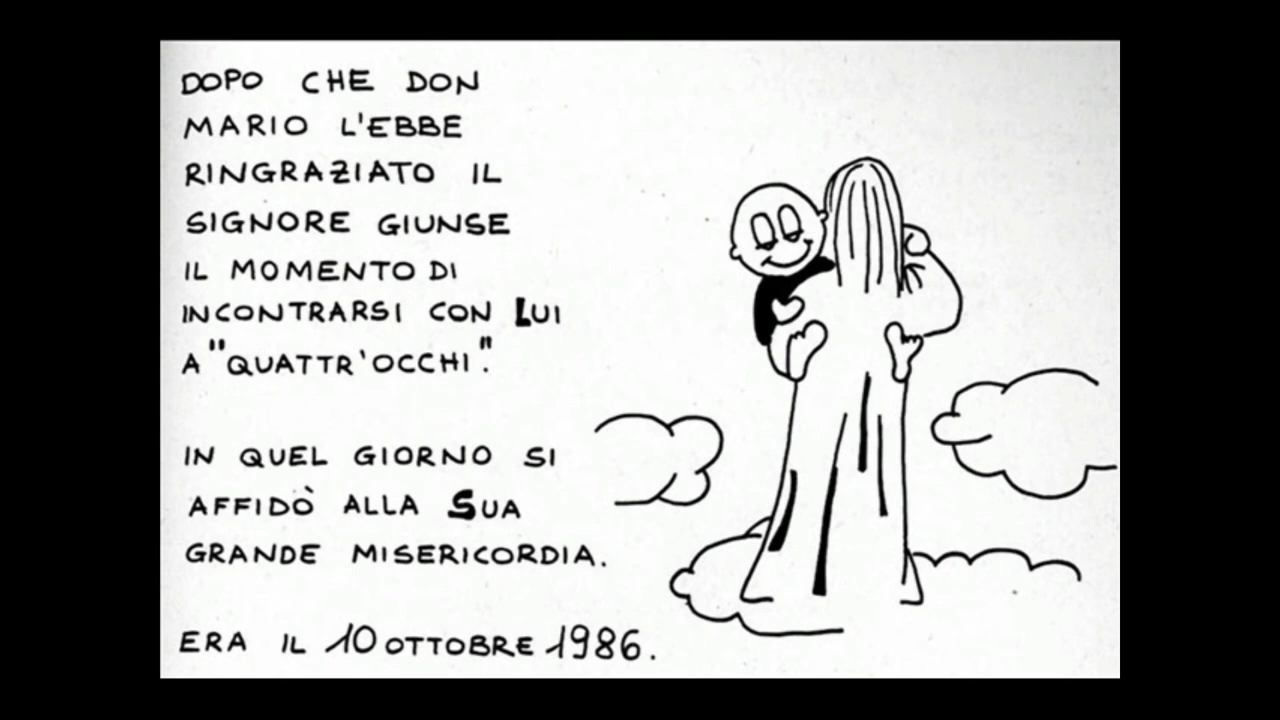 DOPO CHE DON
MARIO L'EBBE
RINGRAZIATO IL
SIGNORE GIUNSE
IL MOMENTO DI
INCONTRARSI CON LUI
A "QUATTR'OCCHI".
IN QUEL GIORNO SI
AFFIDÒ ALLA SUA
GRANDE MISERICORDIA.
ERA IL 10 OTTOBRE 1986.